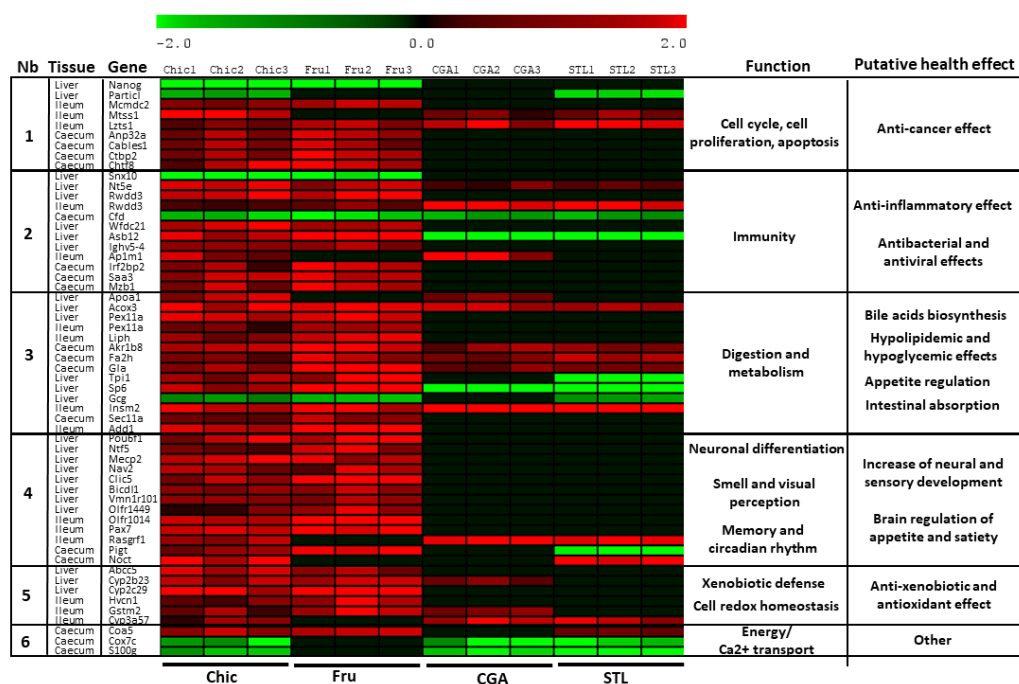 -2.0 0.0 2.0
Nb Tissue Gene Chic1 Chic2 Chic3 Fru1 Fru2 Fru3 CGA1 CGA2 CGA3 STL1 STL2 STL3 Function Putative health effect
1
Liver Nanog
Liver Particl
Ileum Mcmdc2
Ileum Mtss1
Ileum Lzts1
Caecum Anp32a
Caecum Cables1
Caecum Ctbp2
Caecum Chtf8
Cell cycle, cell
proliferation, apoptosis
Anti-cancer effect
2
Liver Snx10
Liver Nt5e
Liver Rwdd3
Ileum Rwdd3
Caecum Cfd
Liver Wfdc21
Liver Asb12
Liver Ighv5-4
Ileum Ap1m1
Caecum Irf2bp2
Caecum Saa3
Caecum Mzb1
Immunity
Anti-inflammatory effect
Antibacterial and
antiviral effects
3
Liver Apoa1
Liver Acox3
Liver Pex11a
Ileum Pex11a
Ileum Liph
Caecum Akr1b8
Caecum Fa2h
Caecum Gla
Liver Tpi1
Liver Sp6
Liver Gcg
Ileum Insm2
Caecum Sec11a
Ileum Add1
Digestion and
metabolism
Bile acids biosynthesis
Hypolipidemic and
hypoglycemic effects
Appetite regulation
Intestinal absorption
4
Liver Pou6f1
Liver Ntf5
Liver Mecp2
Liver Nav2
Liver Clic5
Liver Bicdl1
Liver Vmn1r101
Liver Olfr1449
Ileum Olfr1014
Ileum Pax7
Ileum Rasgrf1
Caecum Pigt
Caecum Noct
Neuronal differentiation
Smell and visual
perception
Memory and
circadian rhythm
Increase of neural and
sensory development
Brain regulation of
appetite and satiety
5
Liver Abcc5
Liver Cyp2b23
Liver Cyp2c29
Ileum Hvcn1
Ileum Gstm2
Ileum Cyp3a57
Xenobiotic defense
Cell redox homeostasis
Anti-xenobiotic and
antioxidant effect
6
Caecum Coa5
Caecum Cox7c
Caecum S100g
Energy/
Ca2+ transport
Other
Chic Fru CGA STL